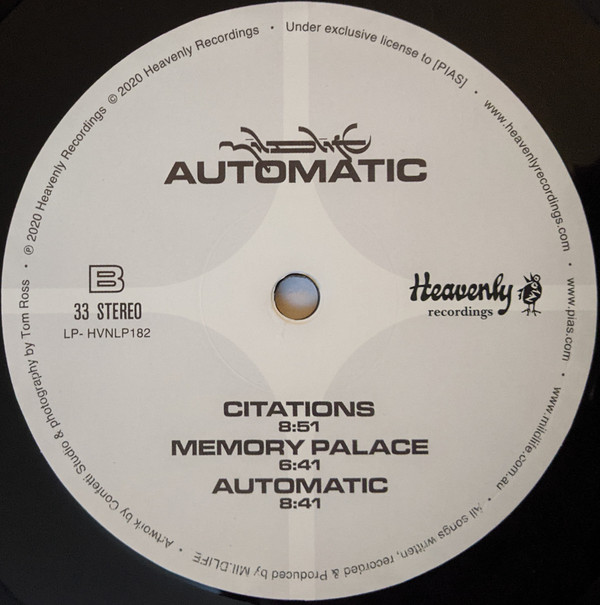 ℗ 2020 Heavenly Recordings © 2020 Heavenly Recordings • Under exclusive license to [PIAS] • www.heavenlyrecordings.com • www.pias.com • www.mildlife.com.au • All songs written, recorded & Produced by MILDLIFE • Artwork by Confetti Studio & photography by Tom Ross •
Mildlife
AUTOMATIC
B
33 STEREO
LP- HVNLP182
Heavenly
recordings
CITATIONS
8:51
MEMORY PALACE
6:41
AUTOMATIC
8:41